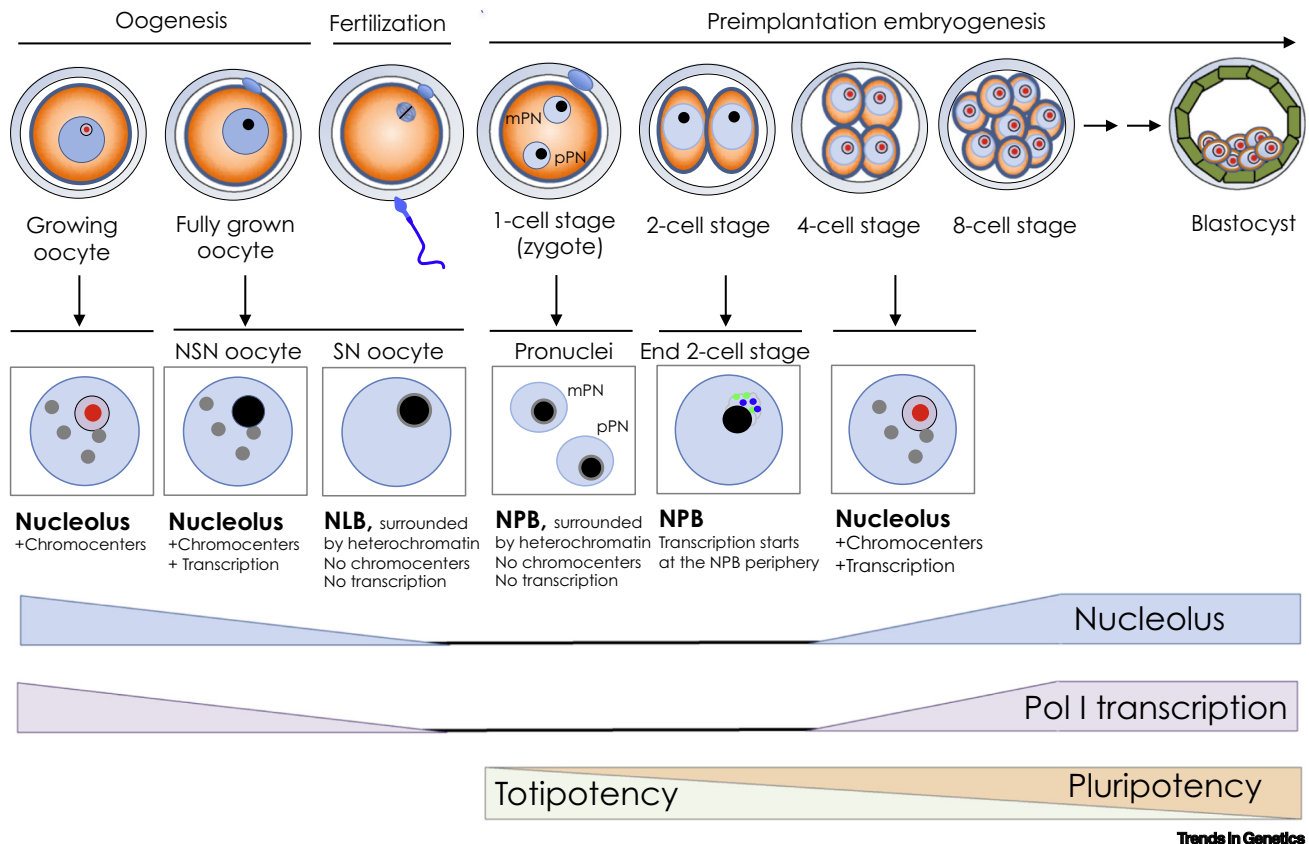 Oogenesis
Fertilization
Preimplantation embryogenesis
mPN
pPN
Growing
oocyte
Fully grown
oocyte
1-cell stage
(zygote)
2-cell stage
4-cell stage
8-cell stage
Blastocyst
NSN oocyte
SN oocyte
Pronuclei
End 2-cell stage
mPN
pPN
Nucleolus
+Chromocenters
Nucleolus
+Chromocenters
+ Transcription
NLB, surrounded
by heterochromatin
No chromocenters
No transcription
NPB, surrounded
by heterochromatin
No chromocenters
No transcription
NPB
Transcription starts
at the NPB periphery
Nucleolus
+Chromocenters
+Transcription
Nucleolus
Pol I transcription
Totipotency
Pluripotency
Trends in Genetics